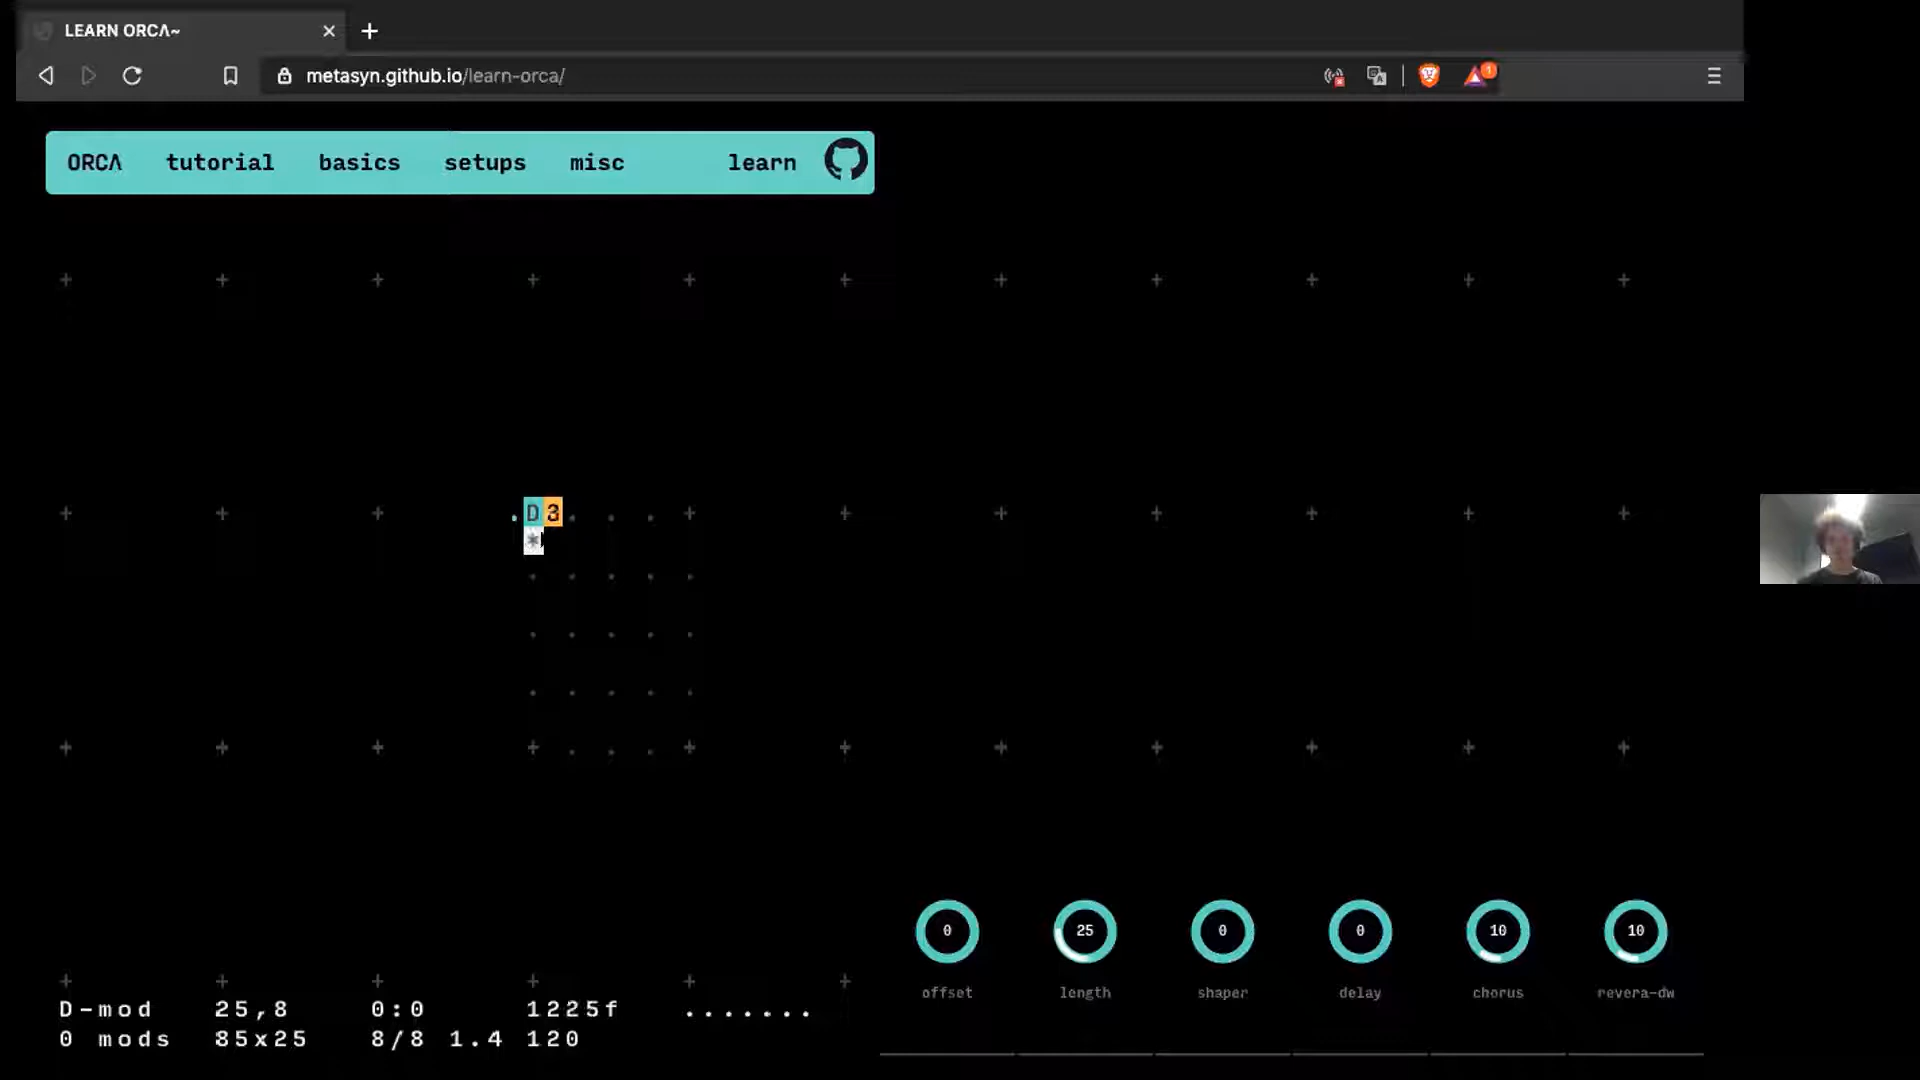 LEARN ORCΛ~
metasyn.github.io/learn-orca/
1
ORCΛ tutorial basics setups misc learn
.D3
*
0 25 0 0 10 10
offset length shaper delay chorus revera-dw
D-mod 25,8 0:0 1225f .......
0 mods 85x25 8/8 1.4 120